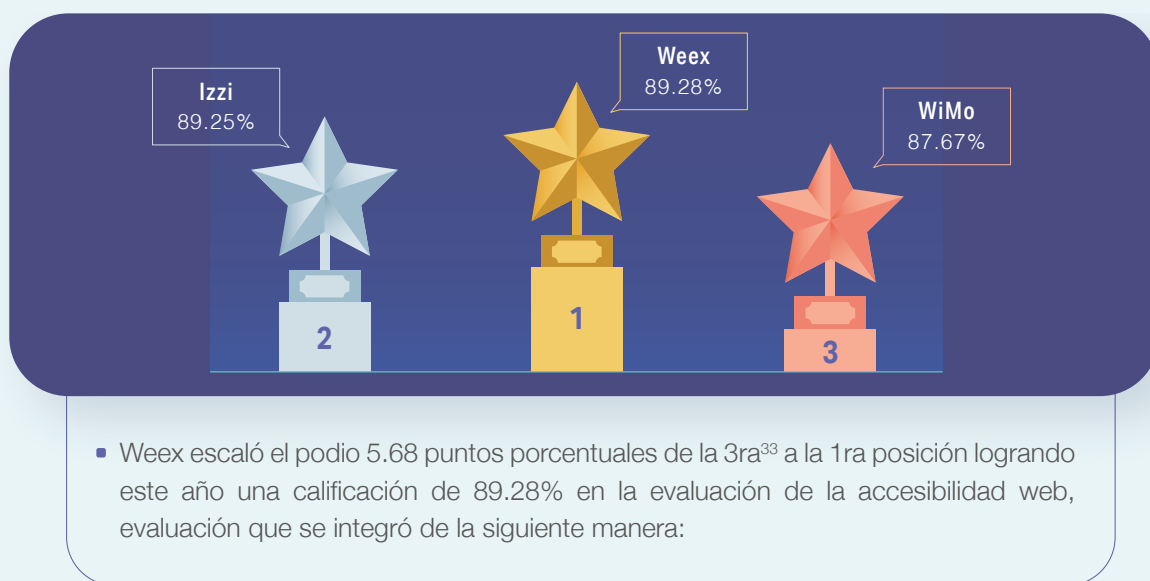 Weex
89.28%
Izzi
89.25%
WiMo
87.67%
2
1
3
Weex escaló el podio 5.68 puntos porcentuales de la 3ra³³ a la 1ra posición logrando
este año una calificación de 89.28% en la evaluación de la accesibilidad web,
evaluación que se integró de la siguiente manera: